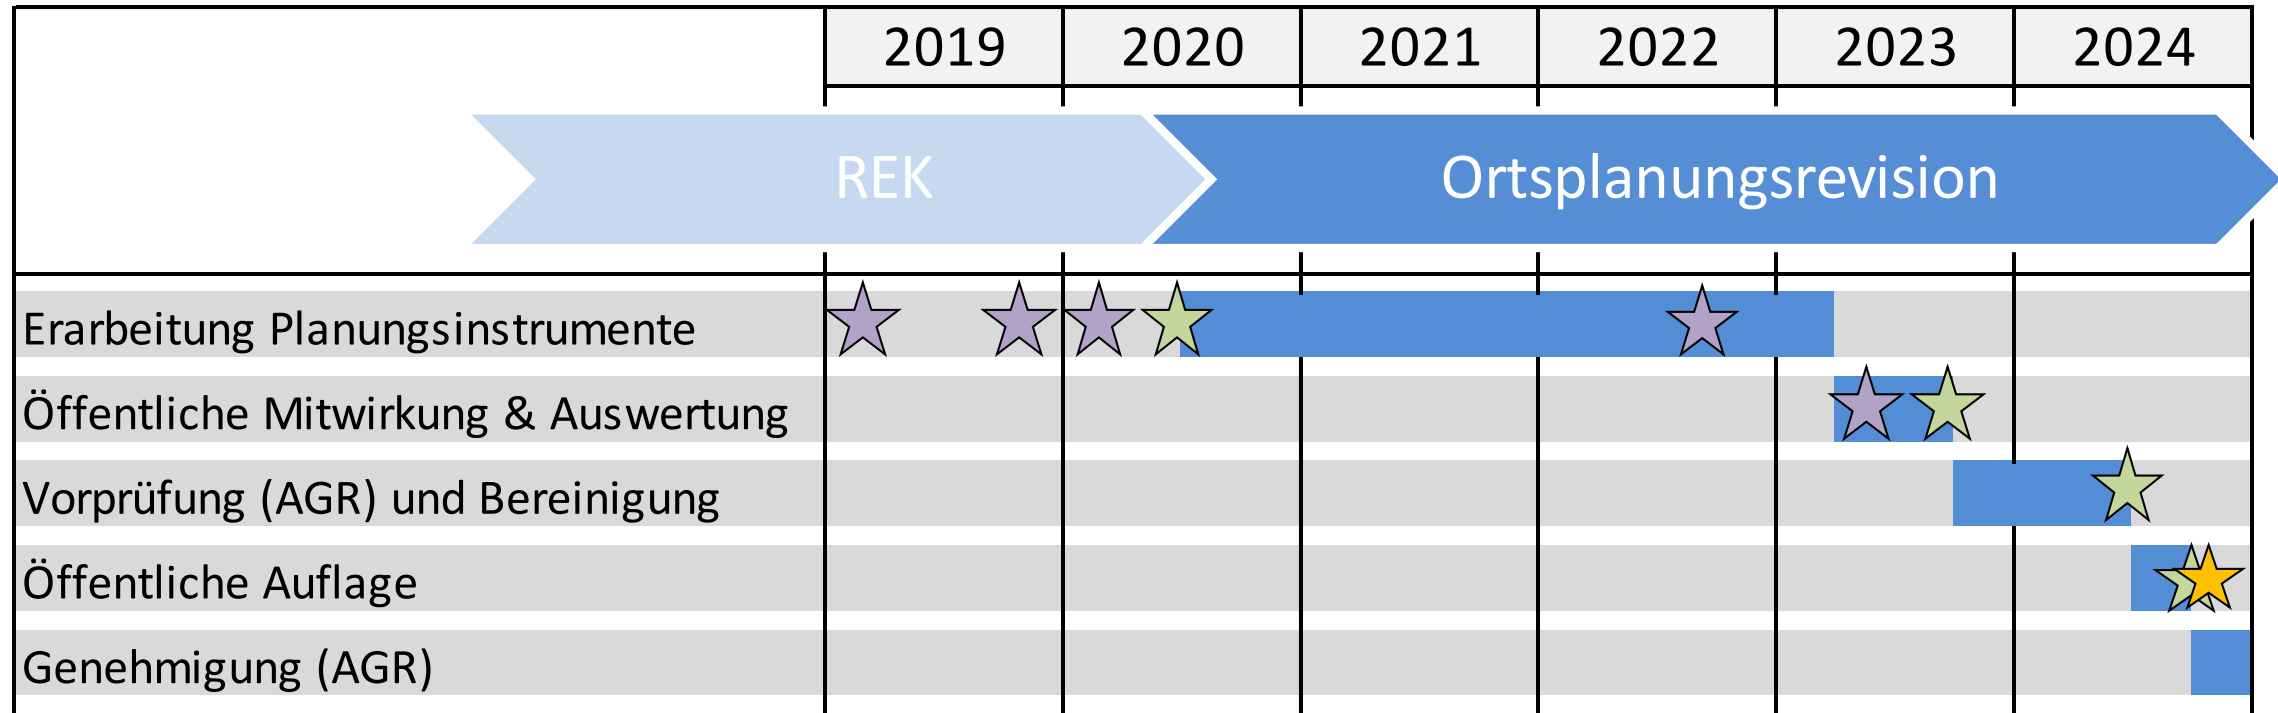 2019 2020 2021 2022 2023 2024
REK Ortsplanungsrevision
Erarbeitung Planungsinstrumente
Öffentliche Mitwirkung & Auswertung
Vorprüfung (AGR) und Bereinigung
Öffentliche Auflage
Genehmigung (AGR)